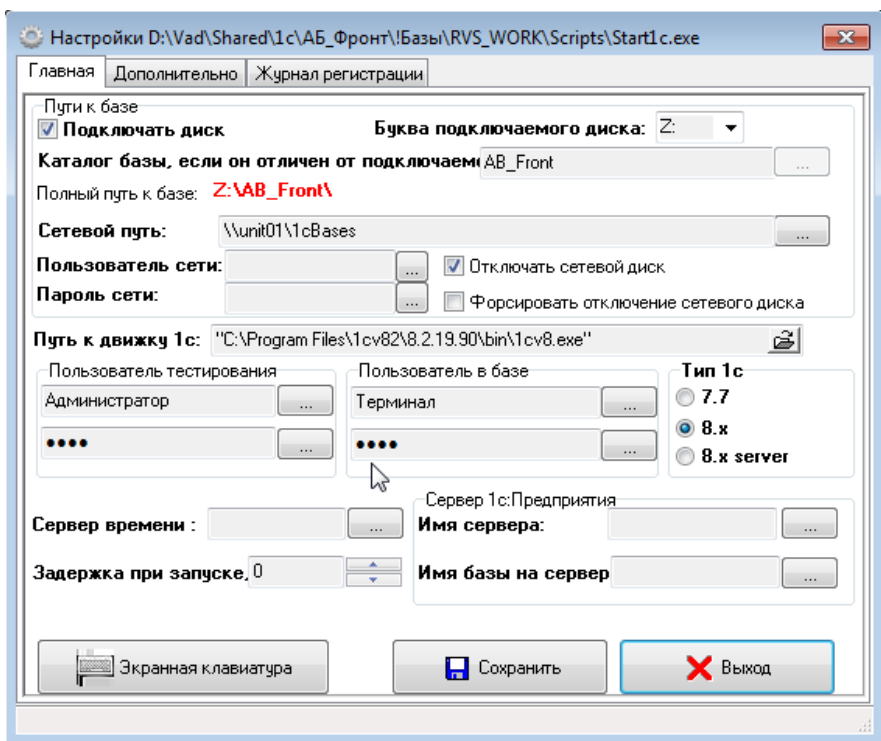 Настройки D:\Vad\Shared\1c\АБ_Фронт\!Базы\RVS_WORK\Scripts\Start1c.exe
Главная Дополнительно Журнал регистрации
Пути к базе
Подключать диск Буква подключаемого диска: Z:
Каталог базы, если он отличен от подключаем AB_Front ...
Полный путь к базе: Z:\AB_Front\
Сетевой путь: \\unit01\1cBases ...
Пользователь сети: ... Отключать сетевой диск
Пароль сети: ... Форсировать отключение сетевого диска
Путь к движку 1с: "C:\Program Files\1cv82\8.2.19.90\bin\1cv8.exe"
Пользователь тестирования Пользователь в базе Тип 1с
Администратор ... Терминал ... 7.7
•••• ... •••• ... 8.x
8.x server
Сервер 1с:Предприятия
Сервер времени : ... Имя сервера: ...
Задержка при запуске, 0 Имя базы на сервер ...
Экранная клавиатура Сохранить Выход